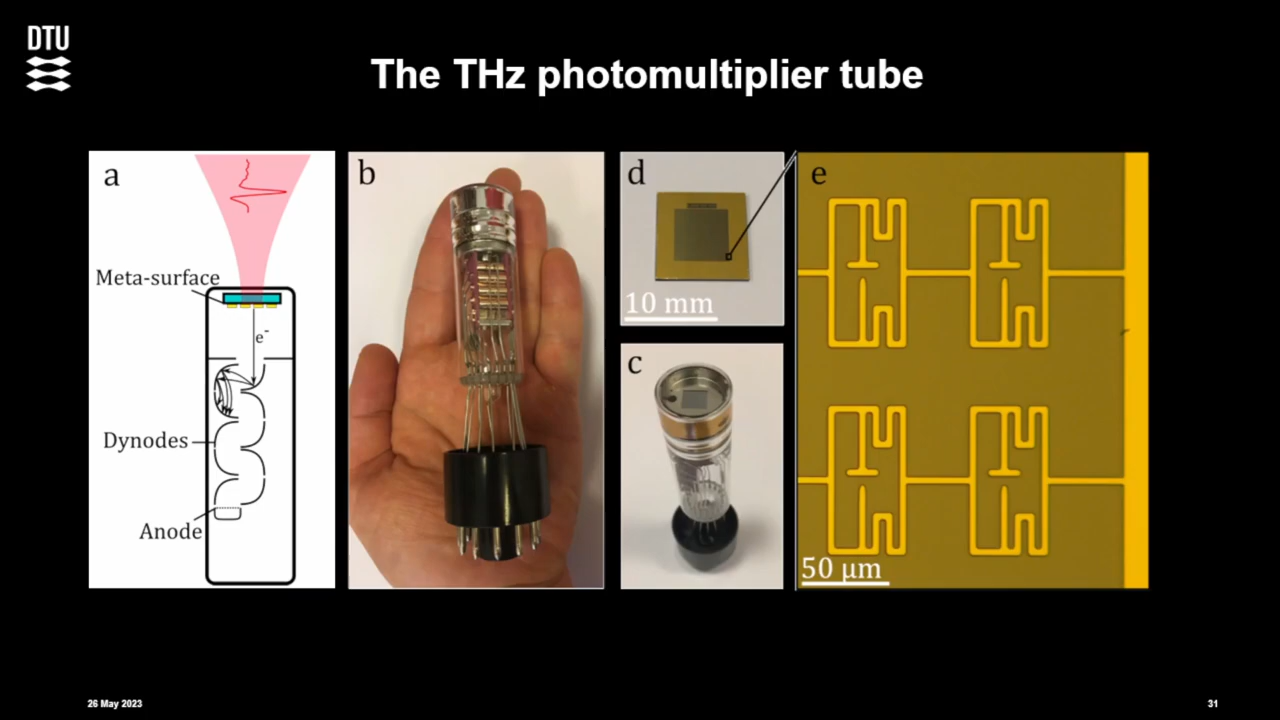 DTU
The THz photomultiplier tube
a
Meta-surface
e-
Dynodes
Anode
b
d
10 mm
c
e
50 µm
26 May 2023
31